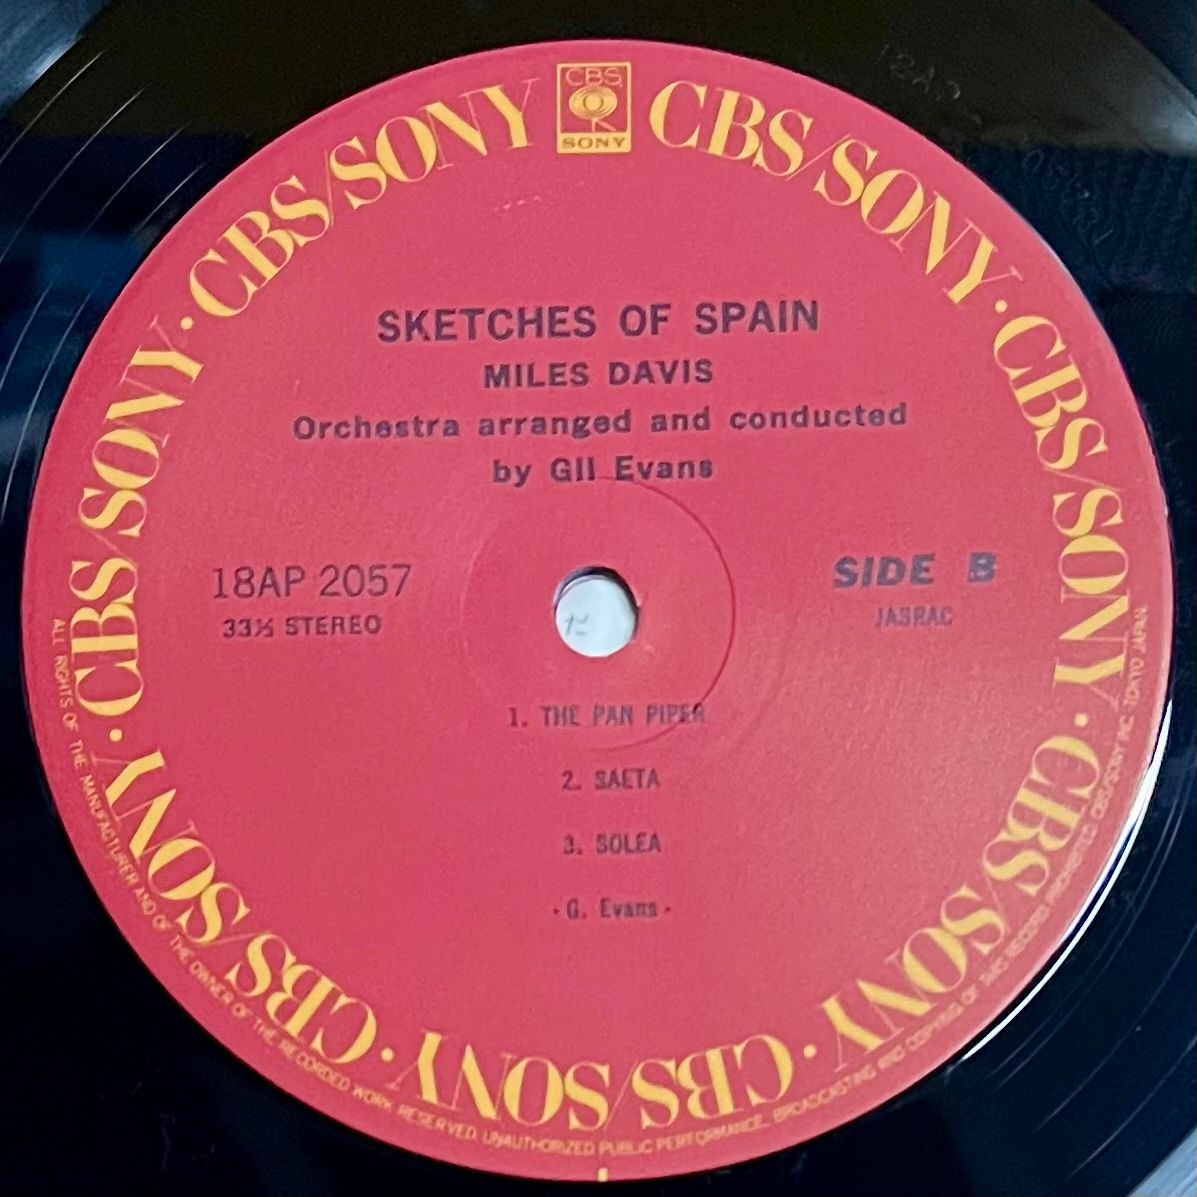 CBS
SONY
CBS/SONY · CBS/SONY · CBS/SONY · CBS/SONY · CBS/SONY · CBS/SONY · CBS/SONY
SKETCHES OF SPAIN
MILES DAVIS
Orchestra arranged and conducted
by Gil Evans
18AP 2057
33⅓ STEREO
SIDE B
JASRAC
1. THE PAN PIPER
2. SAETA
3. SOLEA
-G. Evans-
ALL RIGHTS OF THE MANUFACTURER AND OF THE OWNER OF THE RECORDED WORK RESERVED. UNAUTHORIZED PUBLIC PERFORMANCE, BROADCASTING AND COPYING OF THIS RECORD PROHIBITED CBS/SONY INC. TOKYO JAPAN